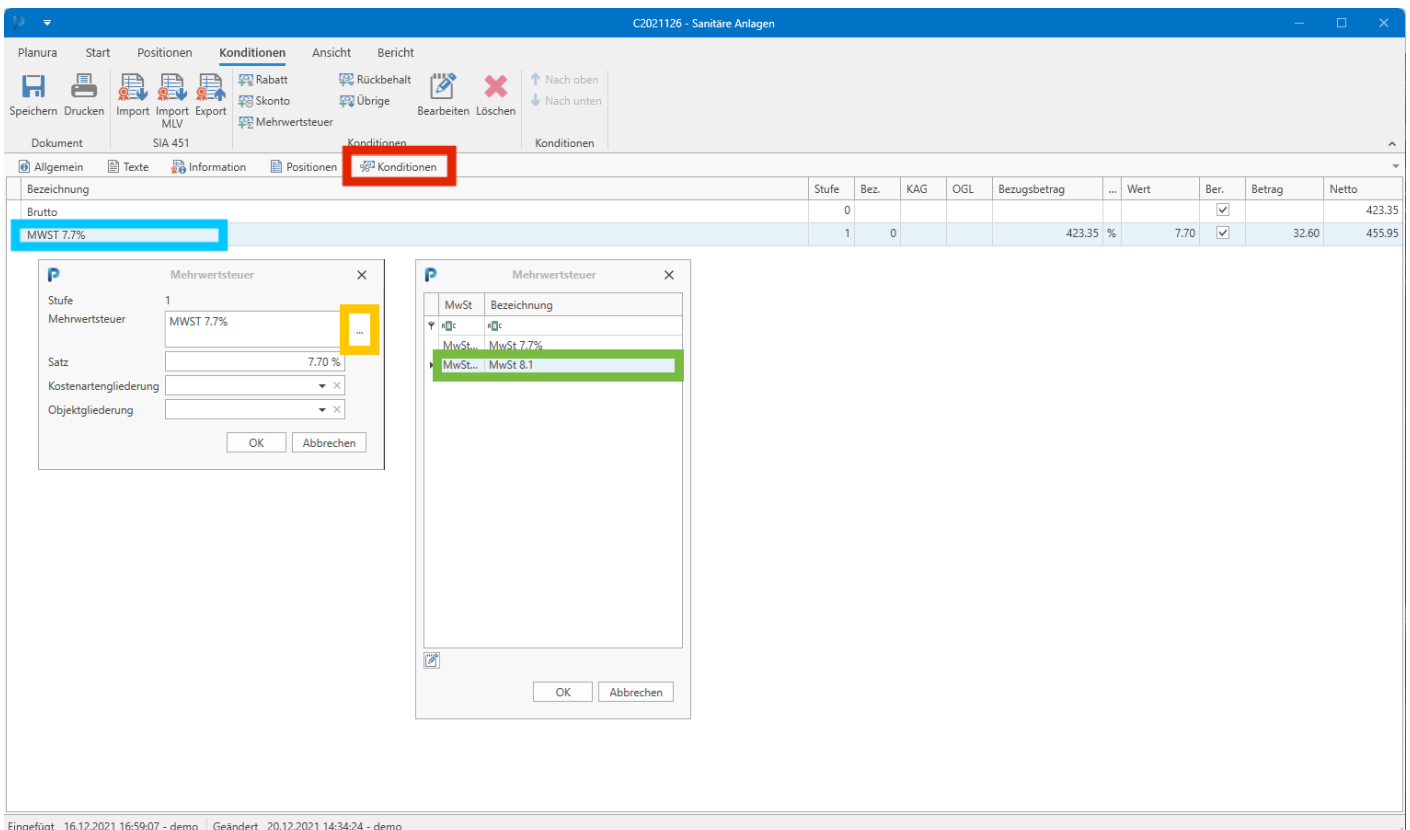 C2021126 - Sanitäre Anlagen
Planura Start Positionen Konditionen Ansicht Bericht
Speichern Drucken Import Import MLV Export Rabatt Skonto Mehrwertsteuer Rückbehalt Übrige Bearbeiten Löschen Nach oben Nach unten
Dokument SIA 451 Konditionen Konditionen
Allgemein Texte Information Positionen Konditionen
Bezeichnung Stufe Bez. KAG OGL Bezugsbetrag ... Wert Ber. Betrag Netto
Brutto 0 423.35
MWST 7.7% 1 0 423.35 % 7.70 32.60 455.95
Mehrwertsteuer
Stufe 1
Mehrwertsteuer MWST 7.7% ...
Satz 7.70 %
Kostenartengliederung
Objektgliederung
OK Abbrechen
Mehrwertsteuer
MwSt Bezeichnung
MwSt... MwSt 7.7%
MwSt... MwSt 8.1
OK Abbrechen
Eingefügt 16.12.2021 16:59:07 - demo Geändert 20.12.2021 14:34:24 - demo